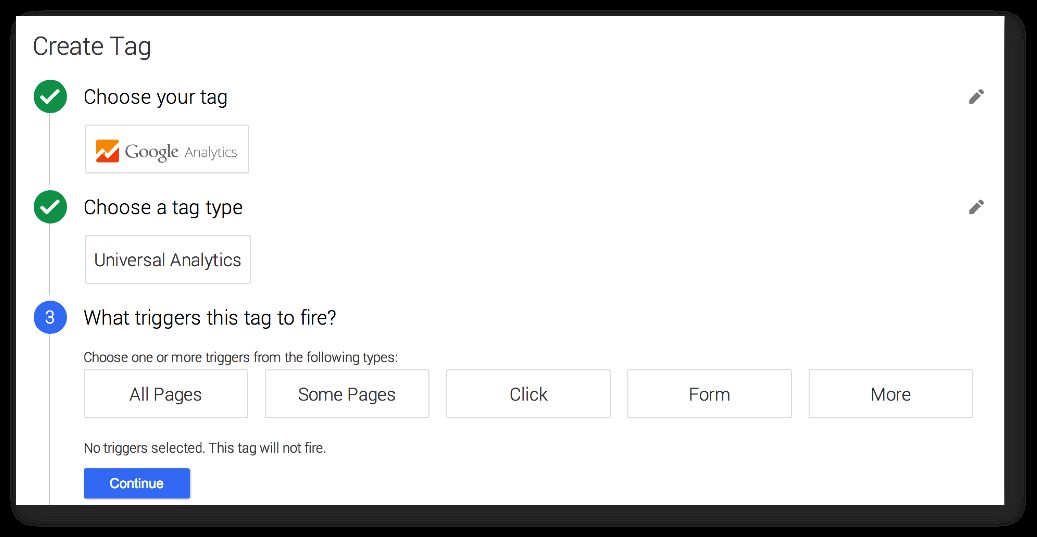 Create Tag
Choose your tag
Google Analytics
Choose a tag type
Universal Analytics
3 What triggers this tag to fire?
Choose one or more triggers from the following types:
All Pages Some Pages Click Form More
No triggers selected. This tag will not fire.
Continue